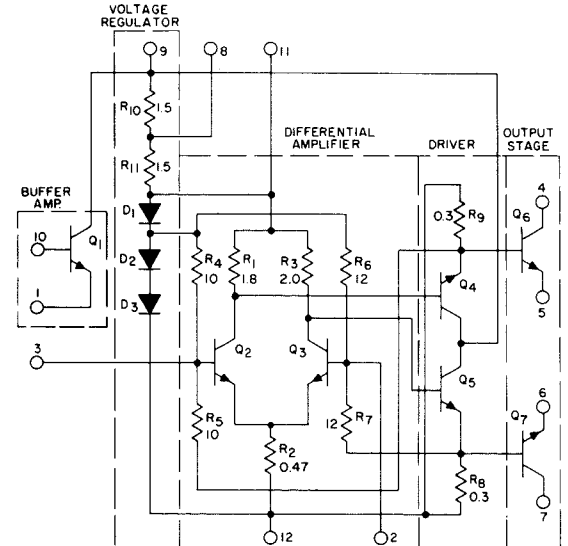 VOLTAGE
REGULATOR
9
8
11
R10
1.5
DIFFERENTIAL
AMPLIFIER
DRIVER
OUTPUT
STAGE
R11
1.5
BUFFER
AMP.
D1
10
Q1
1
D2
D3
R4
10
R1
1.8
R3
2.0
R6
12
0.3
R9
Q6
4
Q4
5
3
Q2
Q3
Q5
R5
10
12
R7
Q7
6
R2
0.47
R8
0.3
7
12
2